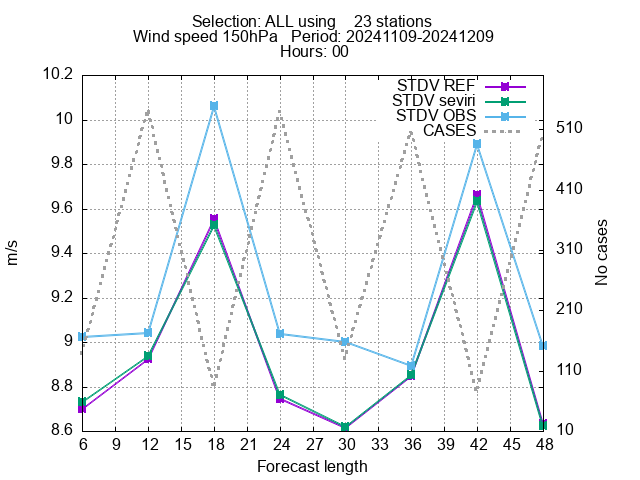 Selection: ALL using    23 stations
Wind speed 150hPa   Period: 20241109-20241209
Hours: 00
STDV REF
STDV seviri
STDV OBS
CASES
10.2
10
9.8
9.6
9.4
9.2
9
8.8
8.6
m/s
510
410
310
210
110
10
No cases
6 9 12 15 18 21 24 27 30 33 36 39 42 45 48
Forecast length